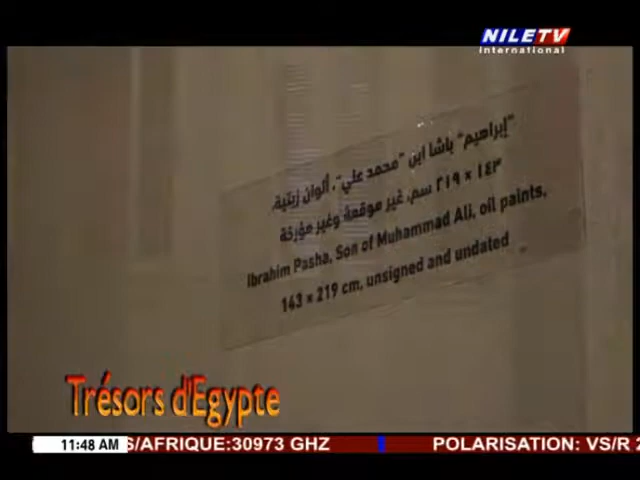 NILE TV
International
"إبراهيم" باشا ابن "محمد علي"، ألوان زيتية،
١٤٣ × ٢١٩ سم، غير موقعة وغير مؤرخة
Ibrahim Pasha, Son of Muhammad Ali, oil paints,
143 × 219 cm, unsigned and undated
Trésors d'Egypte
11:48 AM S/AFRIQUE:30973 GHZ POLARISATION: VS/R 2